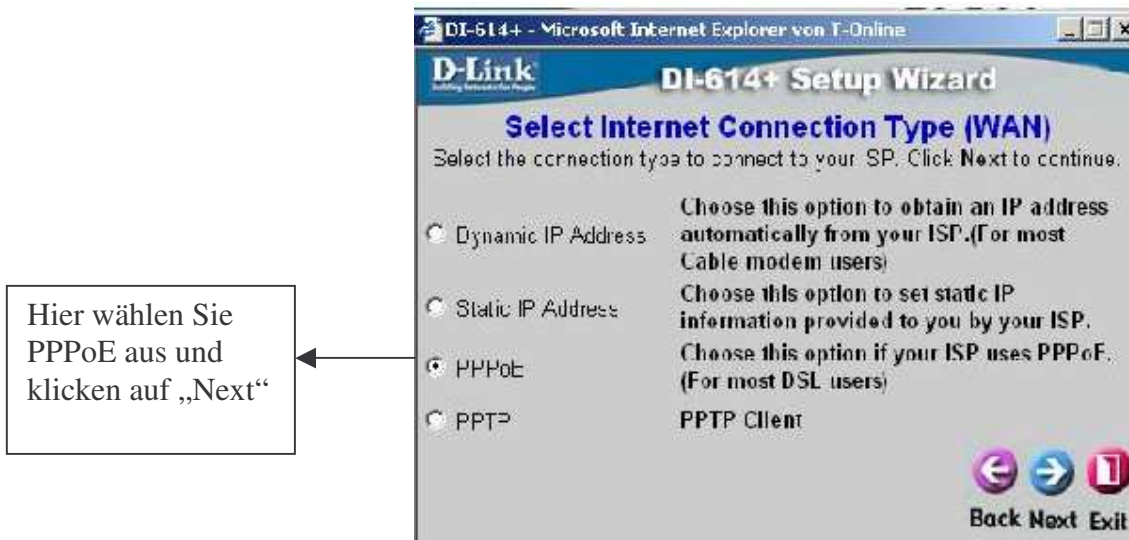 DI-614+ - Microsoft Internet Explorer von T-Online
D-Link
Building Networks for People
DI-614+ Setup Wizard
Select Internet Connection Type (WAN)
Select the connection type to connect to your ISP. Click Next to continue.
Dynamic IP Address
Choose this option to obtain an IP address
automatically from your ISP.(For most
Cable modem users)
Static IP Address
Choose this option to set static IP
information provided to you by your ISP.
Hier wählen Sie
PPPoE aus und
klicken auf „Next“
PPPoE
Choose this option if your ISP uses PPPoE.
(For most DSL users)
PPTP
PPTP Client
Back Next Exit